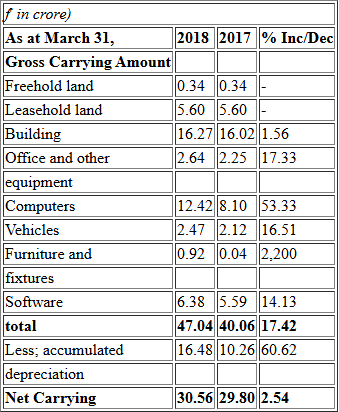 f in crore)
As at March 31, 2018 2017 % Inc/Dec
Gross Carrying Amount
Freehold land 0.34 0.34 -
Leasehold land 5.60 5.60 -
Building 16.27 16.02 1.56
Office and other 2.64 2.25 17.33
equipment
Computers 12.42 8.10 53.33
Vehicles 2.47 2.12 16.51
Furniture and 0.92 0.04 2,200
fixtures
Software 6.38 5.59 14.13
total 47.04 40.06 17.42
Less; accumulated 16.48 10.26 60.62
depreciation
Net Carrying 30.56 29.80 2.54